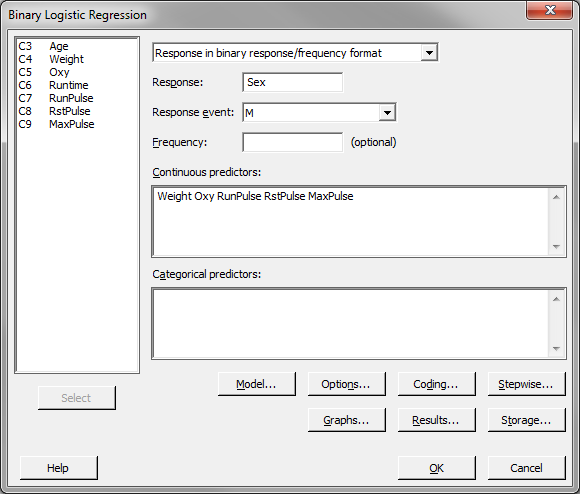 Binary Logistic Regression
C3 Age
C4 Weight
C5 Oxy
C6 Runtime
C7 RunPulse
C8 RstPulse
C9 MaxPulse
Response in binary response/frequency format
Response: Sex
Response event: M
Frequency: (optional)
Continuous predictors:
Weight Oxy RunPulse RstPulse MaxPulse
Categorical predictors:
Model... Options... Coding... Stepwise...
Select
Graphs... Results... Storage...
Help OK Cancel